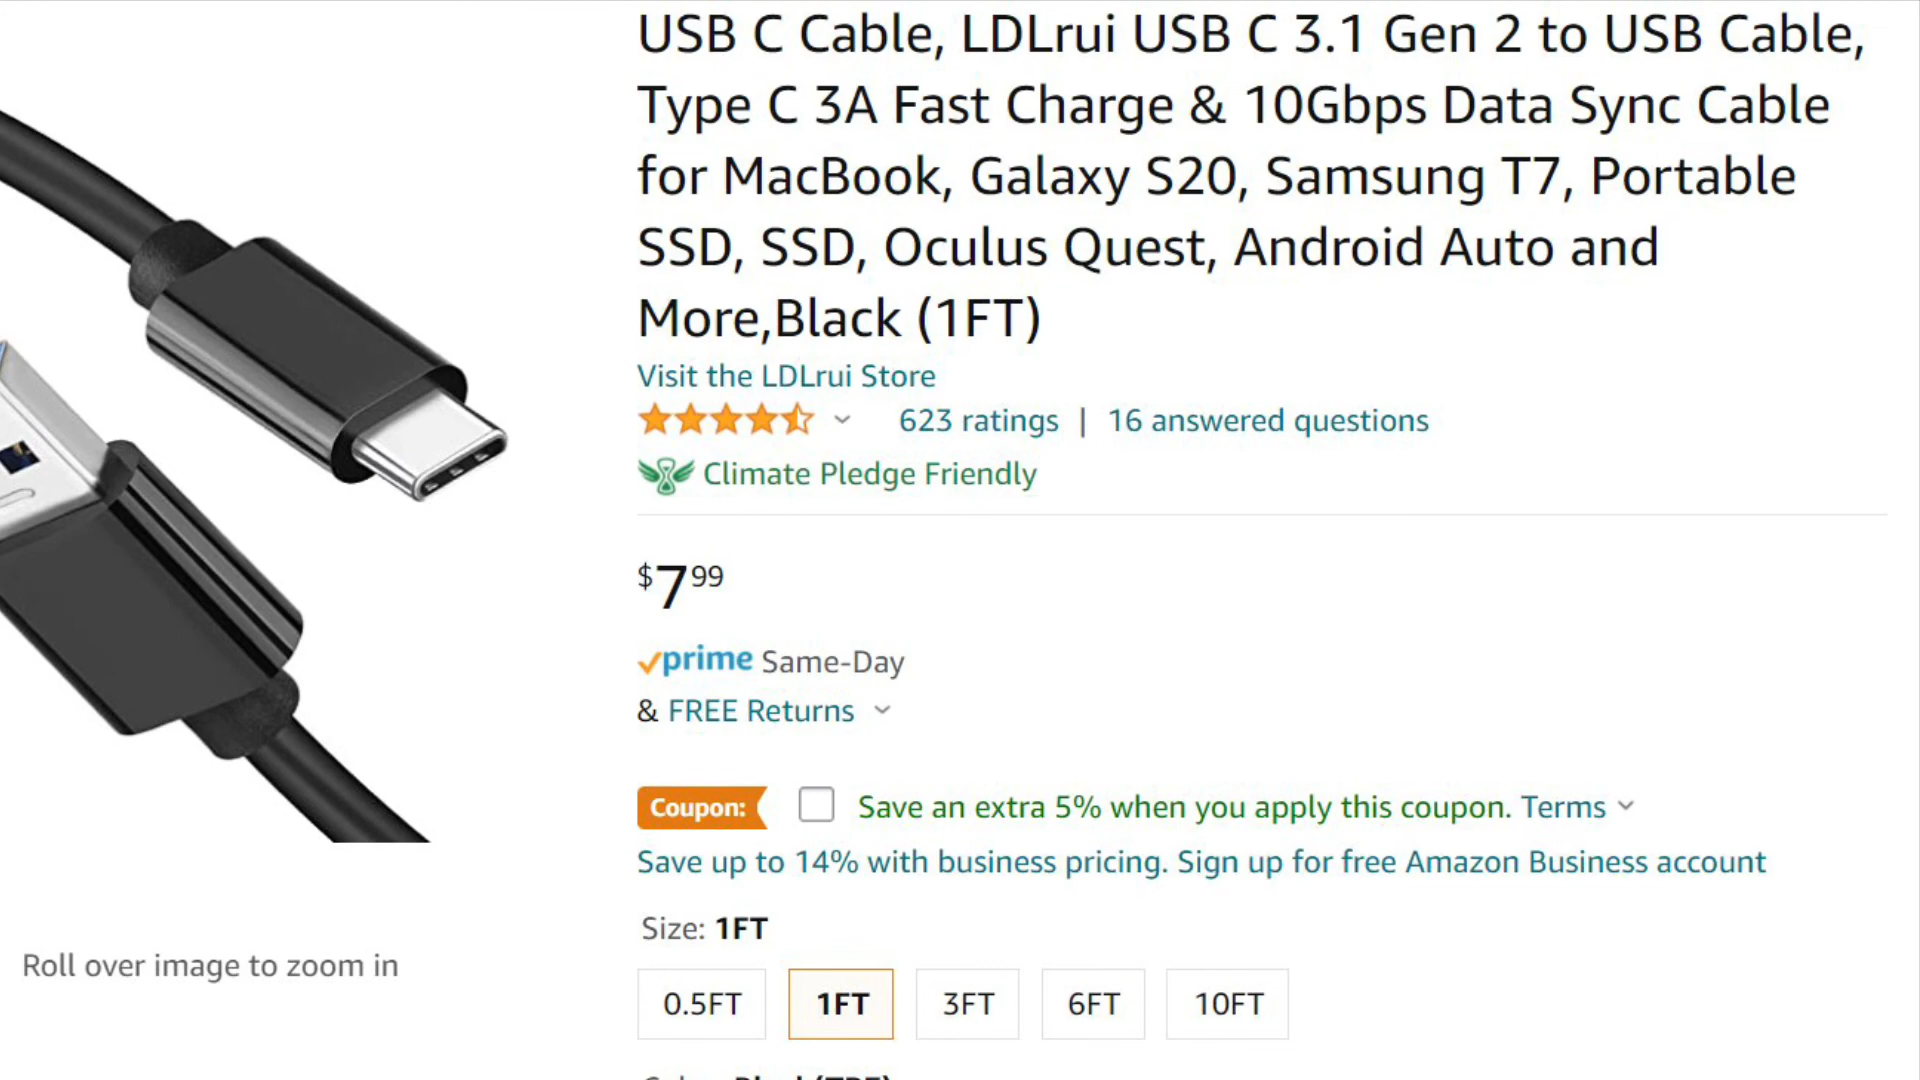 USB C Cable, LDLrui USB C 3.1 Gen 2 to USB Cable,
Type C 3A Fast Charge & 10Gbps Data Sync Cable
for MacBook, Galaxy S20, Samsung T7, Portable
SSD, SSD, Oculus Quest, Android Auto and
More,Black (1FT)
Visit the LDLrui Store
623 ratings | 16 answered questions
Climate Pledge Friendly
$799
prime Same-Day
& FREE Returns
Coupon: Save an extra 5% when you apply this coupon. Terms
Save up to 14% with business pricing. Sign up for free Amazon Business account
Size: 1FT
Roll over image to zoom in
0.5FT 1FT 3FT 6FT 10FT